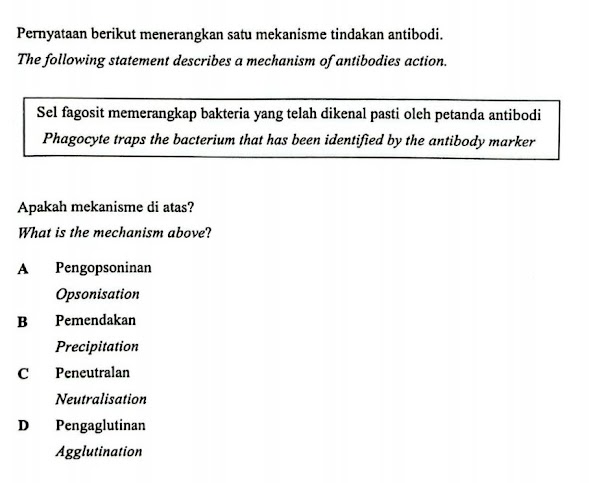 Pernyataan berikut menerangkan satu mekanisme tindakan antibodi.
The following statement describes a mechanism of antibodies action.
Sel fagosit memerangkap bakteria yang telah dikenal pasti oleh petanda antibodi
Phagocyte traps the bacterium that has been identified by the antibody marker
Apakah mekanisme di atas?
What is the mechanism above?
A Pengopsoninan
Opsonisation
B Pemendakan
Precipitation
C Peneutralan
Neutralisation
D Pengaglutinan
Agglutination